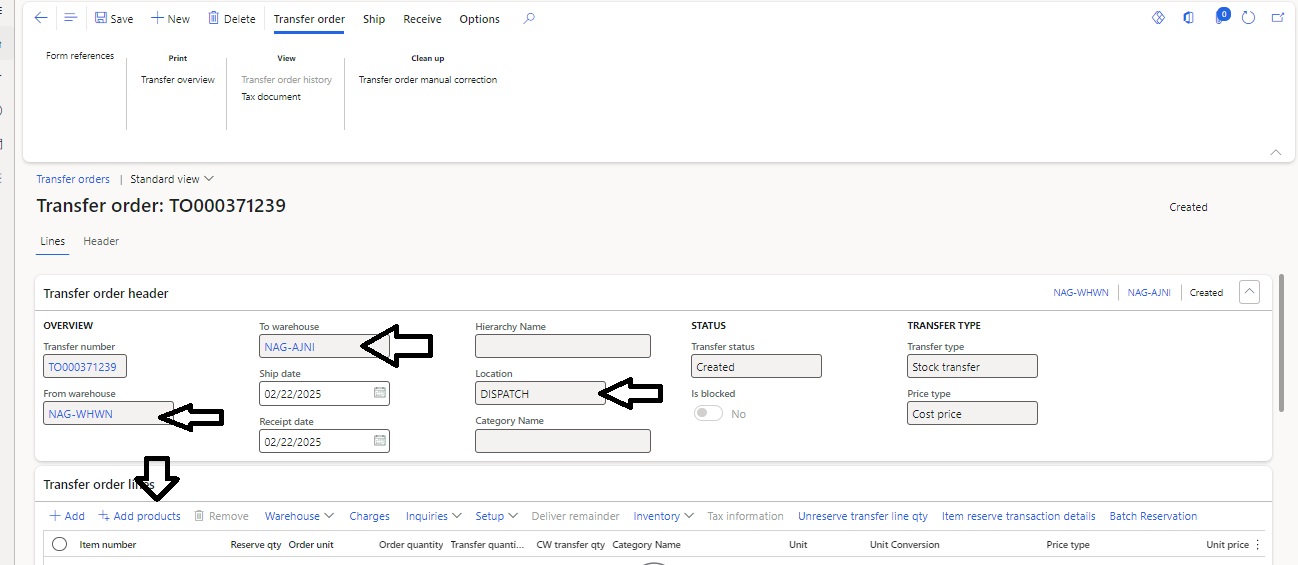 Save New Delete Transfer order Ship Receive Options 0
Form references Print View Clean up
Transfer overview Transfer order history Transfer order manual correction
Tax document
Transfer orders | Standard view
Transfer order: TO000371239
Created
Lines Header
Transfer order header NAG-WHWN NAG-AJNI Created
OVERVIEW To warehouse Hierarchy Name STATUS TRANSFER TYPE
Transfer number NAG-AJNI Transfer status Transfer type
TO000371239 Ship date Location Created Stock transfer
From warehouse 02/22/2025 DISPATCH Is blocked Price type
NAG-WHWN Receipt date Category Name No Cost price
02/22/2025
Transfer order lines
Add Add products Remove Warehouse Charges Inquiries Setup Deliver remainder Inventory Tax information Unreserve transfer line qty Item reserve transaction details Batch Reservation
Item number Reserve qty Order unit Order quantity Transfer quanti... CW transfer qty Category Name Unit Unit Conversion Price type Unit price